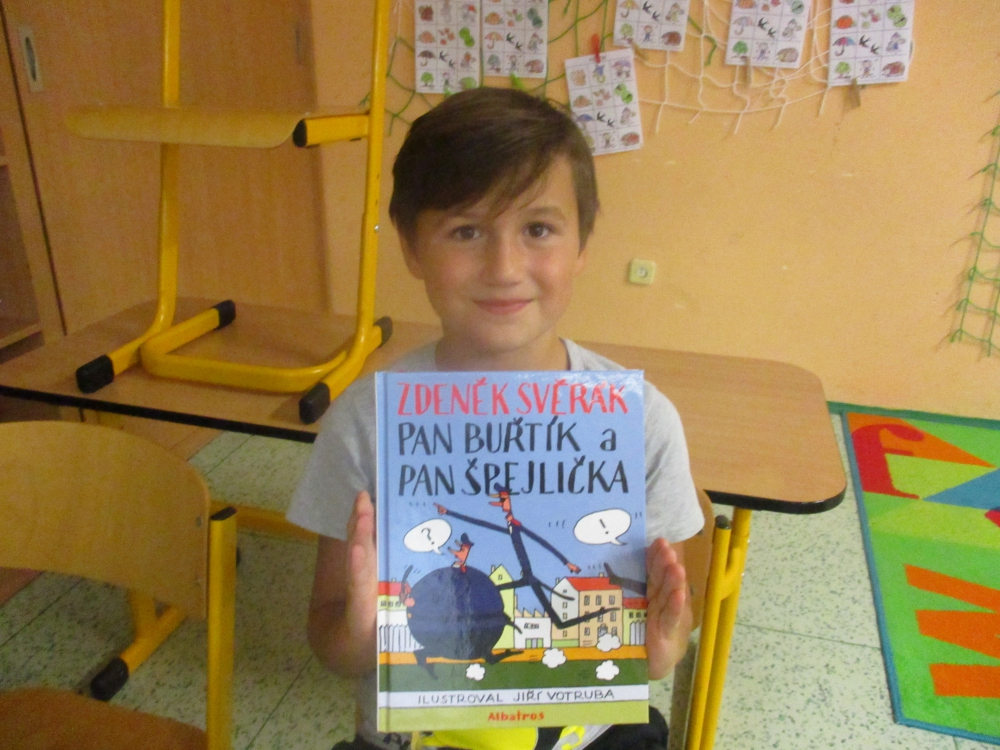 ZDENĚK SVĚRÁK
PAN BUŘTÍK a
PAN ŠPEJLIČKA
?
!
ILUSTROVAL JIŘÍ VOTRUBA
Albatros